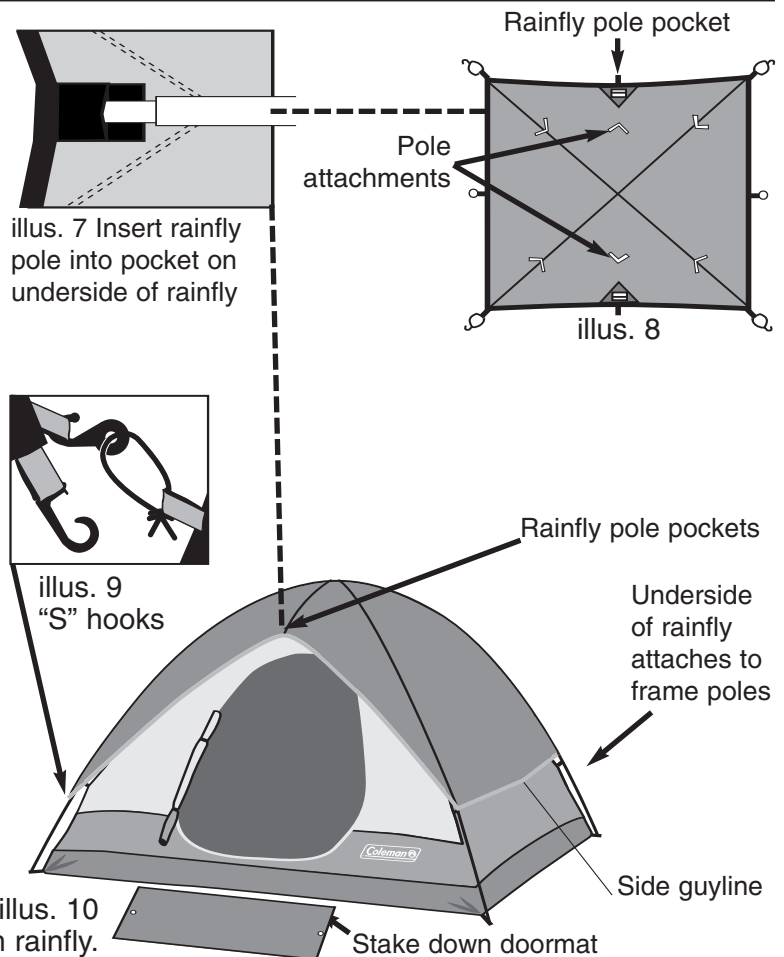 Rainfly pole pocket
Pole
attachments
illus. 7 Insert rainfly
pole into pocket on
underside of rainfly
illus. 8
illus. 9
“S” hooks
Rainfly pole pockets
Underside
of rainfly
attaches to
frame poles
Coleman
Side guyline
illus. 10
rainfly.
Stake down doormat